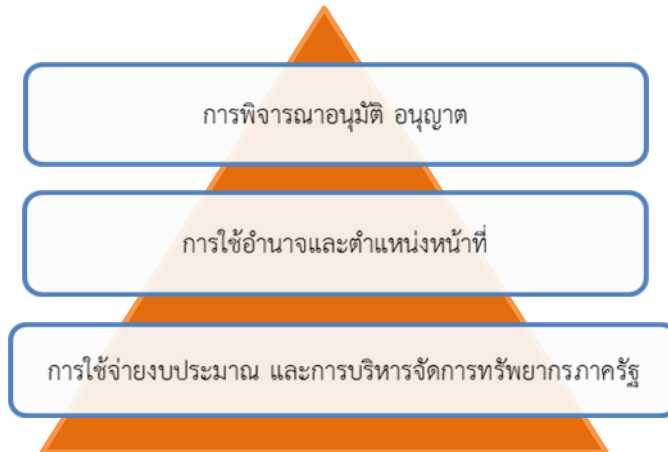 การพิจารณาอนุมัติ อนุญาต
การใช้อำนาจและตำแหน่งหน้าที่
การใช้จ่ายงบประมาณ และการบริหารจัดการทรัพยากรภาครัฐ